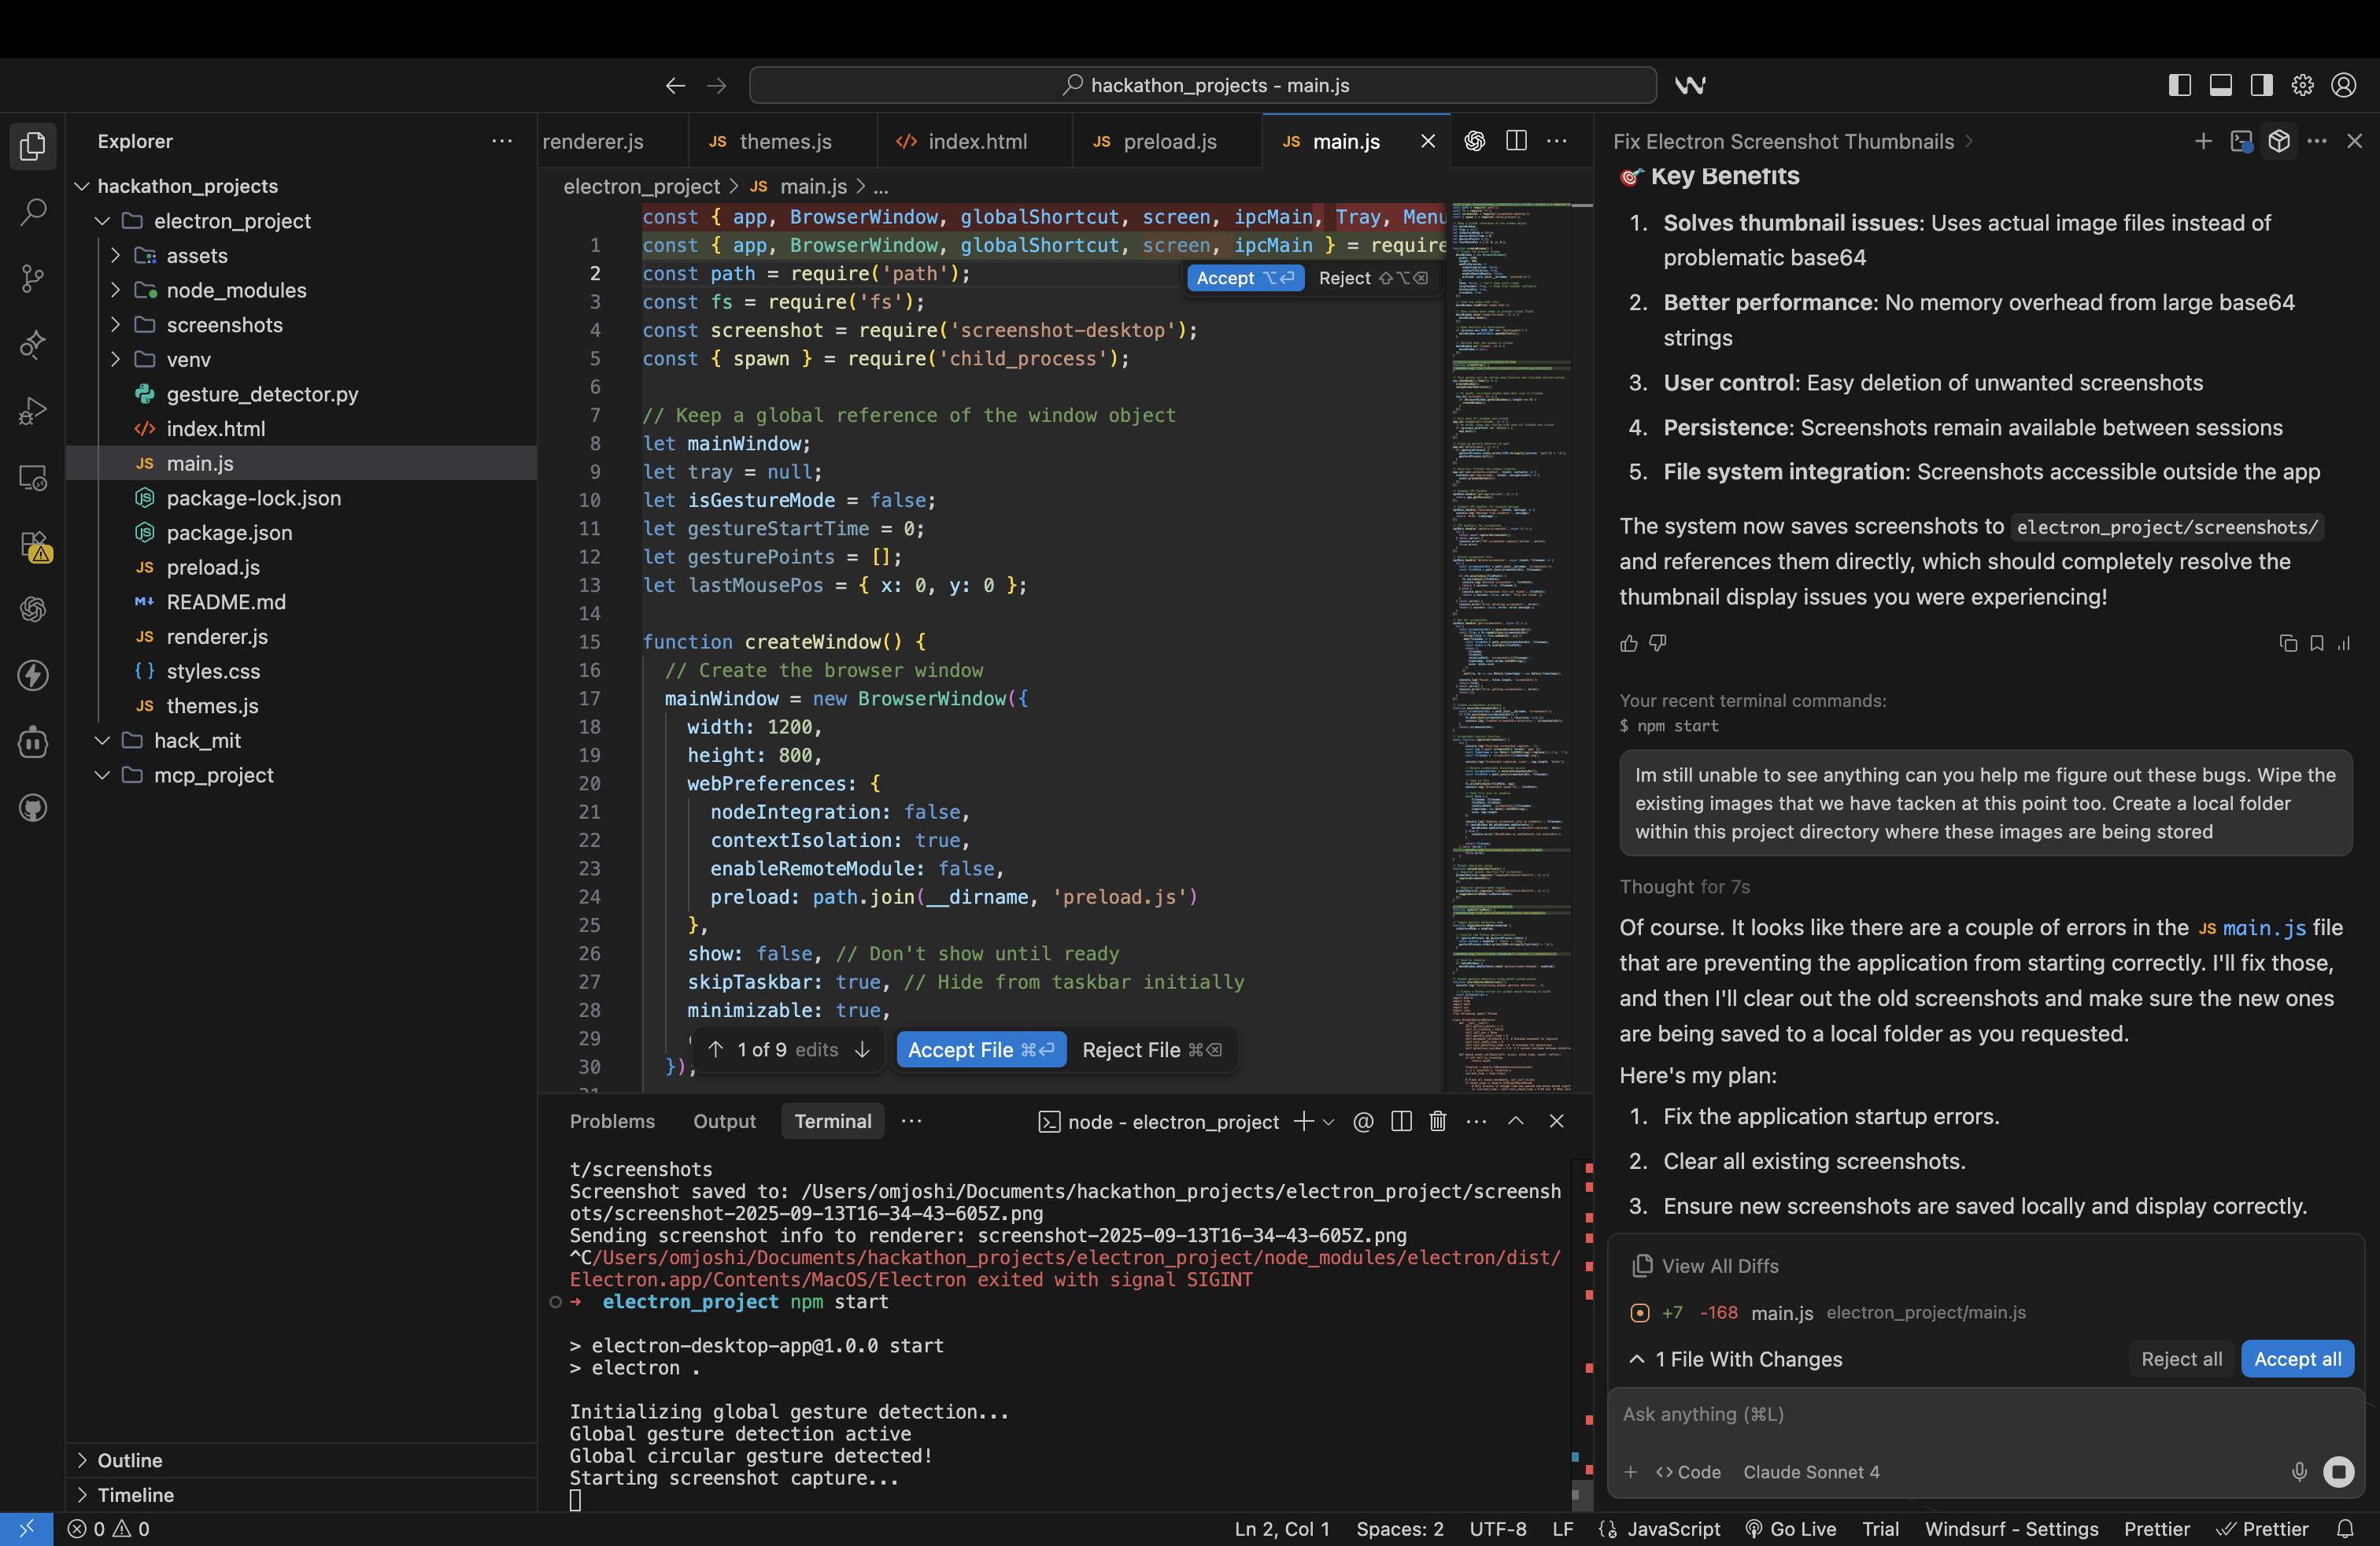 hackathon_projects - main.js
Explorer
hackathon_projects
electron_project
assets
node_modules
screenshots
venv
gesture_detector.py
index.html
main.js
package-lock.json
package.json
preload.js
README.md
renderer.js
styles.css
themes.js
hack_mit
mcp_project
Outline
Timeline
renderer.js
JS themes.js
index.html
JS preload.js
JS main.js
electron_project > JS main.js > ...
const { app, BrowserWindow, globalShortcut, screen, ipcMain, Tray, Menu
1 const { app, BrowserWindow, globalShortcut, screen, ipcMain } = require
2 const path = require('path');
Accept ⌥⏎ Reject ⇧⌥⌫
3 const fs = require('fs');
4 const screenshot = require('screenshot-desktop');
5 const { spawn } = require('child_process');
6
7 // Keep a global reference of the window object
8 let mainWindow;
9 let tray = null;
10 let isGestureMode = false;
11 let gestureStartTime = 0;
12 let gesturePoints = [];
13 let lastMousePos = { x: 0, y: 0 };
14
15 function createWindow() {
16 // Create the browser window
17 mainWindow = new BrowserWindow({
18 width: 1200,
19 height: 800,
20 webPreferences: {
21 nodeIntegration: false,
22 contextIsolation: true,
23 enableRemoteModule: false,
24 preload: path.join(__dirname, 'preload.js')
25 },
26 show: false, // Don't show until ready
27 skipTaskbar: true, // Hide from taskbar initially
28 minimizable: true,
29
30 });
1 of 9 edits
Accept File ⌘⏎ Reject File ⌘⌫
Problems Output Terminal
node - electron_project
t/screenshots
Screenshot saved to: /Users/omjoshi/Documents/hackathon_projects/electron_project/screensh
ots/screenshot-2025-09-13T16-34-43-605Z.png
Sending screenshot info to renderer: screenshot-2025-09-13T16-34-43-605Z.png
^C/Users/omjoshi/Documents/hackathon_projects/electron_project/node_modules/electron/dist/
Electron.app/Contents/MacOS/Electron exited with signal SIGINT
→ electron_project npm start
> electron-desktop-app@1.0.0 start
> electron .
Initializing global gesture detection...
Global gesture detection active
Global circular gesture detected!
Starting screenshot capture...
Fix Electron Screenshot Thumbnails
🎯 Key Benefits
1. Solves thumbnail issues: Uses actual image files instead of
problematic base64
2. Better performance: No memory overhead from large base64
strings
3. User control: Easy deletion of unwanted screenshots
4. Persistence: Screenshots remain available between sessions
5. File system integration: Screenshots accessible outside the app
The system now saves screenshots to electron_project/screenshots/
and references them directly, which should completely resolve the
thumbnail display issues you were experiencing!
Your recent terminal commands:
$ npm start
Im still unable to see anything can you help me figure out these bugs. Wipe the
existing images that we have tacken at this point too. Create a local folder
within this project directory where these images are being stored
Thought for 7s
Of course. It looks like there are a couple of errors in the JS main.js file
that are preventing the application from starting correctly. I'll fix those,
and then I'll clear out the old screenshots and make sure the new ones
are being saved to a local folder as you requested.
Here's my plan:
1. Fix the application startup errors.
2. Clear all existing screenshots.
3. Ensure new screenshots are saved locally and display correctly.
View All Diffs
+7 -168 main.js electron_project/main.js
1 File With Changes
Reject all Accept all
Ask anything (⌘L)
+ <> Code Claude Sonnet 4
0 0
Ln 2, Col 1 Spaces: 2 UTF-8 LF JavaScript Go Live Trial Windsurf - Settings Prettier Prettier